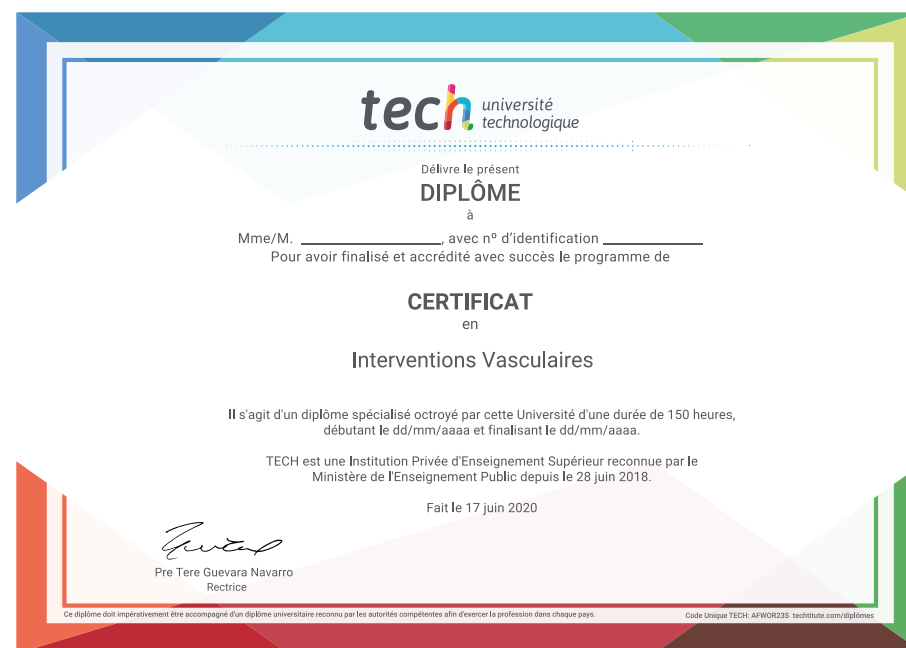 tech université
technologique
Délivre le présent
DIPLÔME
à
Mme/M. ____________________, avec nº d'identification ______________
Pour avoir finalisé et accrédité avec succès le programme de
CERTIFICAT
en
Interventions Vasculaires
Il s'agit d'un diplôme spécialisé octroyé par cette Université d'une durée de 150 heures,
débutant le dd/mm/aaaa et finalisant le dd/mm/aaaa.
TECH est une Institution Privée d'Enseignement Supérieur reconnue par le
Ministère de l'Enseignement Public depuis le 28 juin 2018.
Fait le 17 juin 2020
Pre Tere Guevara Navarro
Rectrice
Ce diplôme doit impérativement être accompagné d'un diplôme universitaire reconnu par les autorités compétentes afin d'exercer la profession dans chaque pays.
Code Unique TECH: AFWOR23S techtitute.com/diplômes